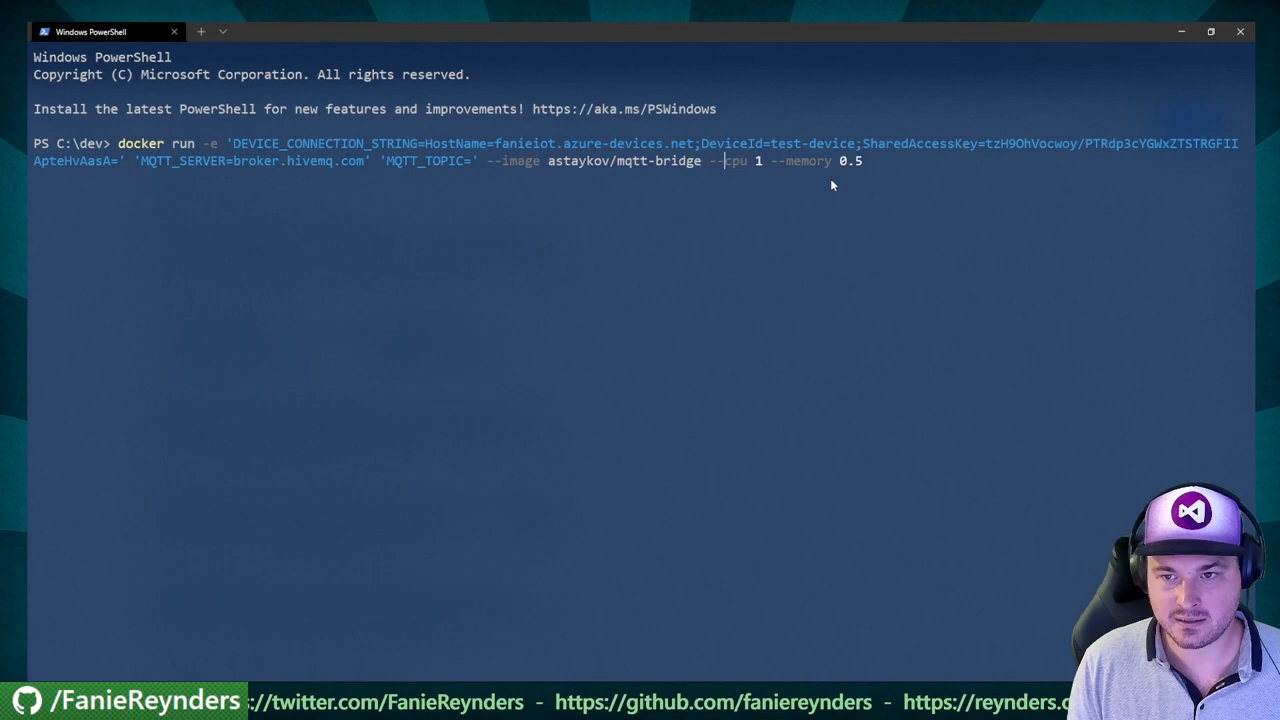 Windows PowerShell
Windows PowerShell
Copyright (C) Microsoft Corporation. All rights reserved.
Install the latest PowerShell for new features and improvements! https://aka.ms/PSWindows
PS C:\dev> docker run -e 'DEVICE_CONNECTION_STRING=HostName=fanieiot.azure-devices.net;DeviceId=test-device;SharedAccessKey=tzH9OhVocwoy/PTRdp3cYGWxZTSTRGFII
ApteHvAasA=' 'MQTT_SERVER=broker.hivemq.com' 'MQTT_TOPIC=' --image astaykov/mqtt-bridge --cpu 1 --memory 0.5
/FanieReynders
://twitter.com/FanieReynders - https://github.com/faniereynders - https://reynders.